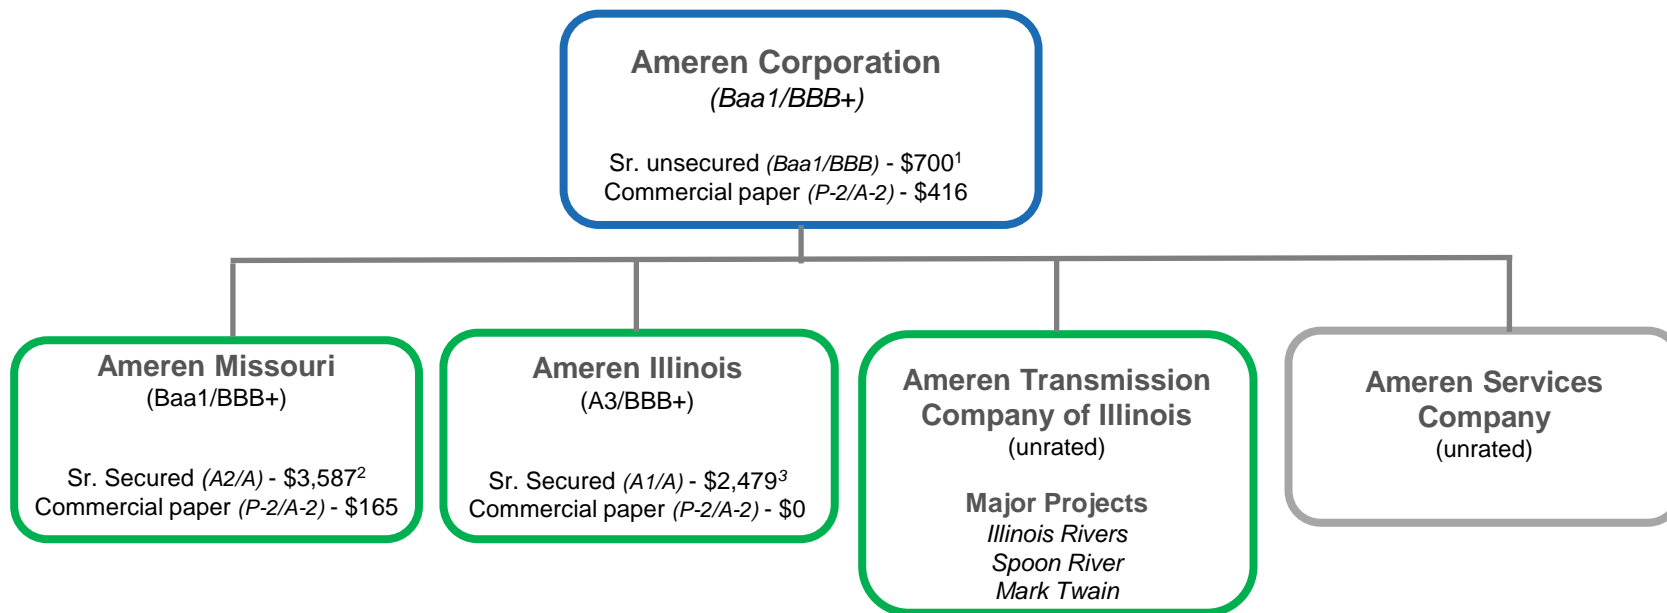 Ameren Corporation
(Baa1/BBB+)
Sr. unsecured (Baa1/BBB) - $700¹
Commercial paper (P-2/A-2) - $416
Ameren Missouri
(Baa1/BBB+)
Sr. Secured (A2/A) - $3,587²
Commercial paper (P-2/A-2) - $165
Ameren Illinois
(A3/BBB+)
Sr. Secured (A1/A) - $2,479³
Commercial paper (P-2/A-2) - $0
Ameren Transmission
Company of Illinois
(unrated)
Major Projects
Illinois Rivers
Spoon River
Mark Twain
Ameren Services
Company
(unrated)